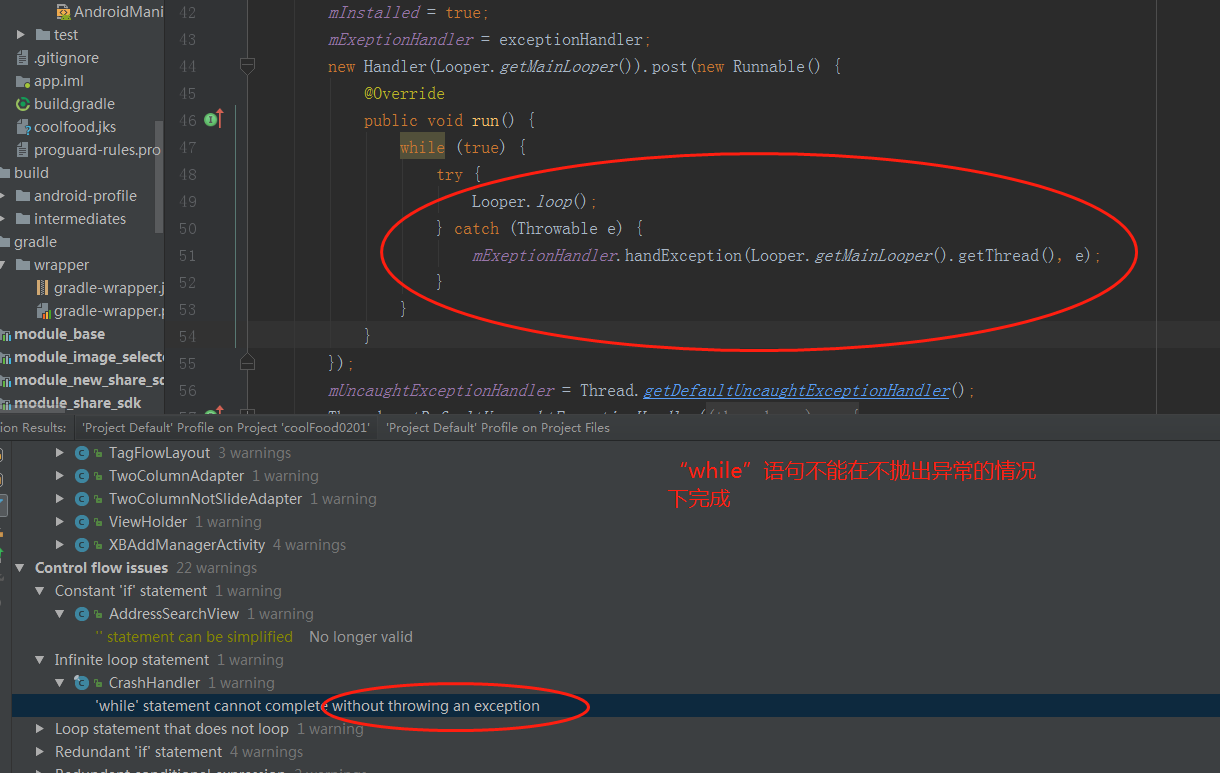 AndroidMani
test
.gitignore
app.iml
build.gradle
coolfood.jks
proguard-rules.pro
build
android-profile
intermediates
gradle
wrapper
gradle-wrapper.j
gradle-wrapper.p
module_base
module_image_selecte
module_new_share_sd
module_share_sdk
42 mInstalled = true;
43 mExeptionHandler = exceptionHandler;
44 new Handler(Looper.getMainLooper()).post(new Runnable() {
45 @Override
46 public void run() {
47 while (true) {
48 try {
49 Looper.loop();
50 } catch (Throwable e) {
51 mExeptionHandler.handException(Looper.getMainLooper().getThread(), e);
52 }
53 }
54 }
55 });
56 mUncaughtExceptionHandler = Thread.getDefaultUncaughtExceptionHandler();
ion Results: 'Project Default' Profile on Project 'coolFood0201' 'Project Default' Profile on Project Files
TagFlowLayout 3 warnings
TwoColumnAdapter 1 warning
TwoColumnNotSlideAdapter 1 warning
ViewHolder 1 warning
XBAddManagerActivity 4 warnings
Control flow issues 22 warnings
Constant 'if' statement 1 warning
AddressSearchView 1 warning
'' statement can be simplified No longer valid
Infinite loop statement 1 warning
CrashHandler 1 warning
'while' statement cannot complete without throwing an exception
Loop statement that does not loop 1 warning
Redundant 'if' statement 4 warnings
“while”语句不能在不抛出异常的情况
下完成